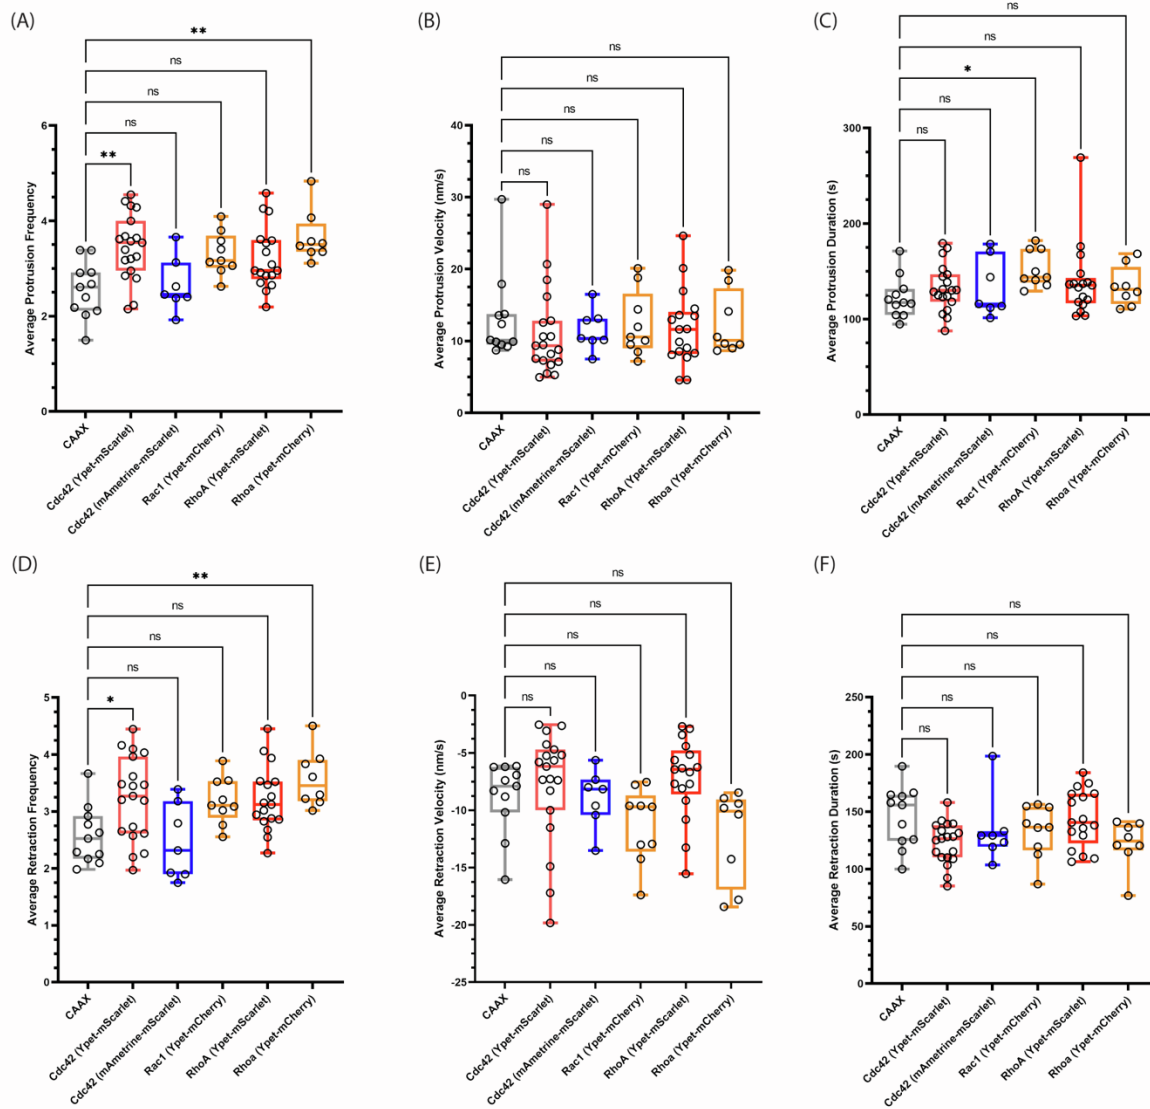 (A)
**
ns
ns
ns
**
Average Protrusion Frequency
6
4
2
0
CAAX
Cdc42 (Ypet-mScarlet)
Cdc42 (mAmetrine-mScarlet)
Rac1 (Ypet-mCherry)
RhoA (Ypet-mScarlet)
Rhoa (Ypet-mCherry)
(B)
ns
ns
ns
ns
ns
Average Protrusion Velocity (nm/s)
40
30
20
10
0
CAAX
Cdc42 (Ypet-mScarlet)
Cdc42 (mAmetrine-mScarlet)
Rac1 (Ypet-mCherry)
RhoA (Ypet-mScarlet)
Rhoa (Ypet-mCherry)
(C)
ns
ns
*
ns
ns
Average Protrusion Duration (s)
300
200
100
0
CAAX
Cdc42 (Ypet-mScarlet)
Cdc42 (mAmetrine-mScarlet)
Rac1 (Ypet-mCherry)
RhoA (Ypet-mScarlet)
Rhoa (Ypet-mCherry)
(D)
**
ns
ns
ns
*
Average Retraction Frequency
5
4
3
2
1
0
CAAX
Cdc42 (Ypet-mScarlet)
Cdc42 (mAmetrine-mScarlet)
Rac1 (Ypet-mCherry)
RhoA (Ypet-mScarlet)
Rhoa (Ypet-mCherry)
(E)
ns
ns
ns
ns
ns
Average Retraction Velocity (nm/s)
0
-5
-10
-15
-20
-25
CAAX
Cdc42 (Ypet-mScarlet)
Cdc42 (mAmetrine-mScarlet)
Rac1 (Ypet-mCherry)
RhoA (Ypet-mScarlet)
Rhoa (Ypet-mCherry)
(F)
ns
ns
ns
ns
ns
Average Retraction Duration (s)
250
200
150
100
50
0
CAAX
Cdc42 (Ypet-mScarlet)
Cdc42 (mAmetrine-mScarlet)
Rac1 (Ypet-mCherry)
RhoA (Ypet-mScarlet)
Rhoa (Ypet-mCherry)